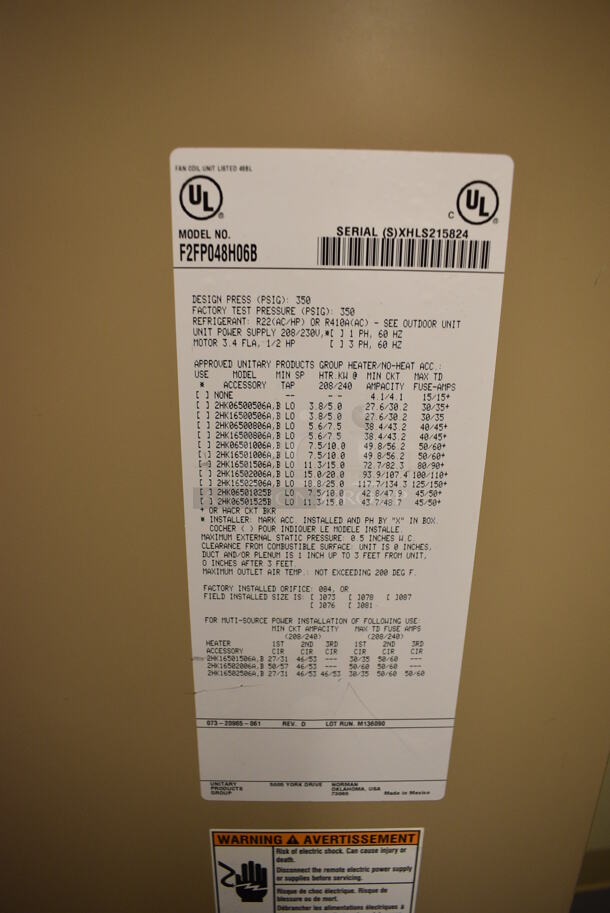 FAN COIL UNIT LISTED 46BL
UL
C UL
MODEL NO.
F2FP048H06B
SERIAL (S)XHLS215824
DESIGN PRESS (PSIG): 350
FACTORY TEST PRESSURE (PSIG): 350
REFRIGERANT: R22(AC/HP) OR R410A(AC) - SEE OUTDOOR UNIT
UNIT POWER SUPPLY 208/230V,*[ ] 1 PH, 60 HZ
MOTOR 3.4 FLA, 1/2 HP [ ] 3 PH, 60 HZ
APPROVED UNITARY PRODUCTS GROUP HEATER/NO-HEAT ACC.:
USE MODEL MIN SP HTR.KW @ MIN CKT MAX TD
* ACCESSORY TAP 208/240 AMPACITY FUSE-AMPS
[ ] NONE -- - - 4.1/4.1 15/15+
[ ] 2HK06500506A,B LO 3.8/5.0 27.6/30.2 30/35+
[ ] 2HK16500506A,B LO 3.8/5.0 27.6/30.2 30/35
[ ] 2HK06500806A,B LO 5.6/7.5 38.4/43.2 40/45+
[ ] 2HK16500806A,B LO 5.6/7.5 38.4/43.2 40/45+
[ ] 2HK06501006A,B LO 7.5/10.0 49.8/56.2 50/60+
[ ] 2HK16501006A,B LO 7.5/10.0 49.8/56.2 50/60+
[ ] 2HK16501506A,B LO 11.3/15.0 72.7/82.3 80/90+
[ ] 2HK16502006A,B LO 15.0/20.0 93.9/107.4 100/110+
[ ] 2HK16502506A,B LO 18.8/25.0 117.7/134.3 125/150+
[ ] 2HK06501025B LO 7.5/10.0 42.8/47.9 45/50+
[ ] 2HK06501525B LO 11.3/15.0 43.7/48.7 45/50+
+ OR HACR CKT BKR
* INSTALLER: MARK ACC. INSTALLED AND PH BY "X" IN BOX.
COCHER ( ) POUR INDIQUER LE MODELE INSTALLE.
MAXIMUM EXTERNAL STATIC PRESSURE: 0.5 INCHES W.C.
CLEARANCE FROM COMBUSTIBLE SURFACE: UNIT IS 0 INCHES,
DUCT AND/OR PLENUM IS 1 INCH UP TO 3 FEET FROM UNIT,
0 INCHES AFTER 3 FEET.
MAXIMUM OUTLET AIR TEMP.: NOT EXCEEDING 200 DEG F.
FACTORY INSTALLED ORIFICE: 084, OR
FIELD INSTALLED SIZE IS: [ ]073 [ ]078 [ ]087
[ ]076 [ ]081
FOR MUTI-SOURCE POWER INSTALLATION OF FOLLOWING USE:
MIN CKT AMPACITY MAX TD FUSE AMPS
(208/240) (208/240)
HEATER 1ST 2ND 3RD 1ST 2ND 3RD
ACCESSORY CIR CIR CIR CIR CIR CIR
2HK16501506A,B 27/31 46/53 --- 30/35 50/60 ---
2HK16502006A,B 50/57 46/53 --- 50/60 50/60 ---
2HK16502506A,B 27/31 46/53 46/53 30/35 50/60 50/60
073-20965-061 REV. D LOT RUN. M136090
UNITARY 5005 YORK DRIVE NORMAN
PRODUCTS OKLAHOMA, USA
GROUP 73069 Made in Mexico
WARNING AVERTISSEMENT
Risk of electric shock. Can cause injury or
death.
Disconnect the remote electric power supply
or supplies before servicing.
Risque de choc électrique. Risque de
blessure ou de mort.
Débrancher les alimentations électriques à